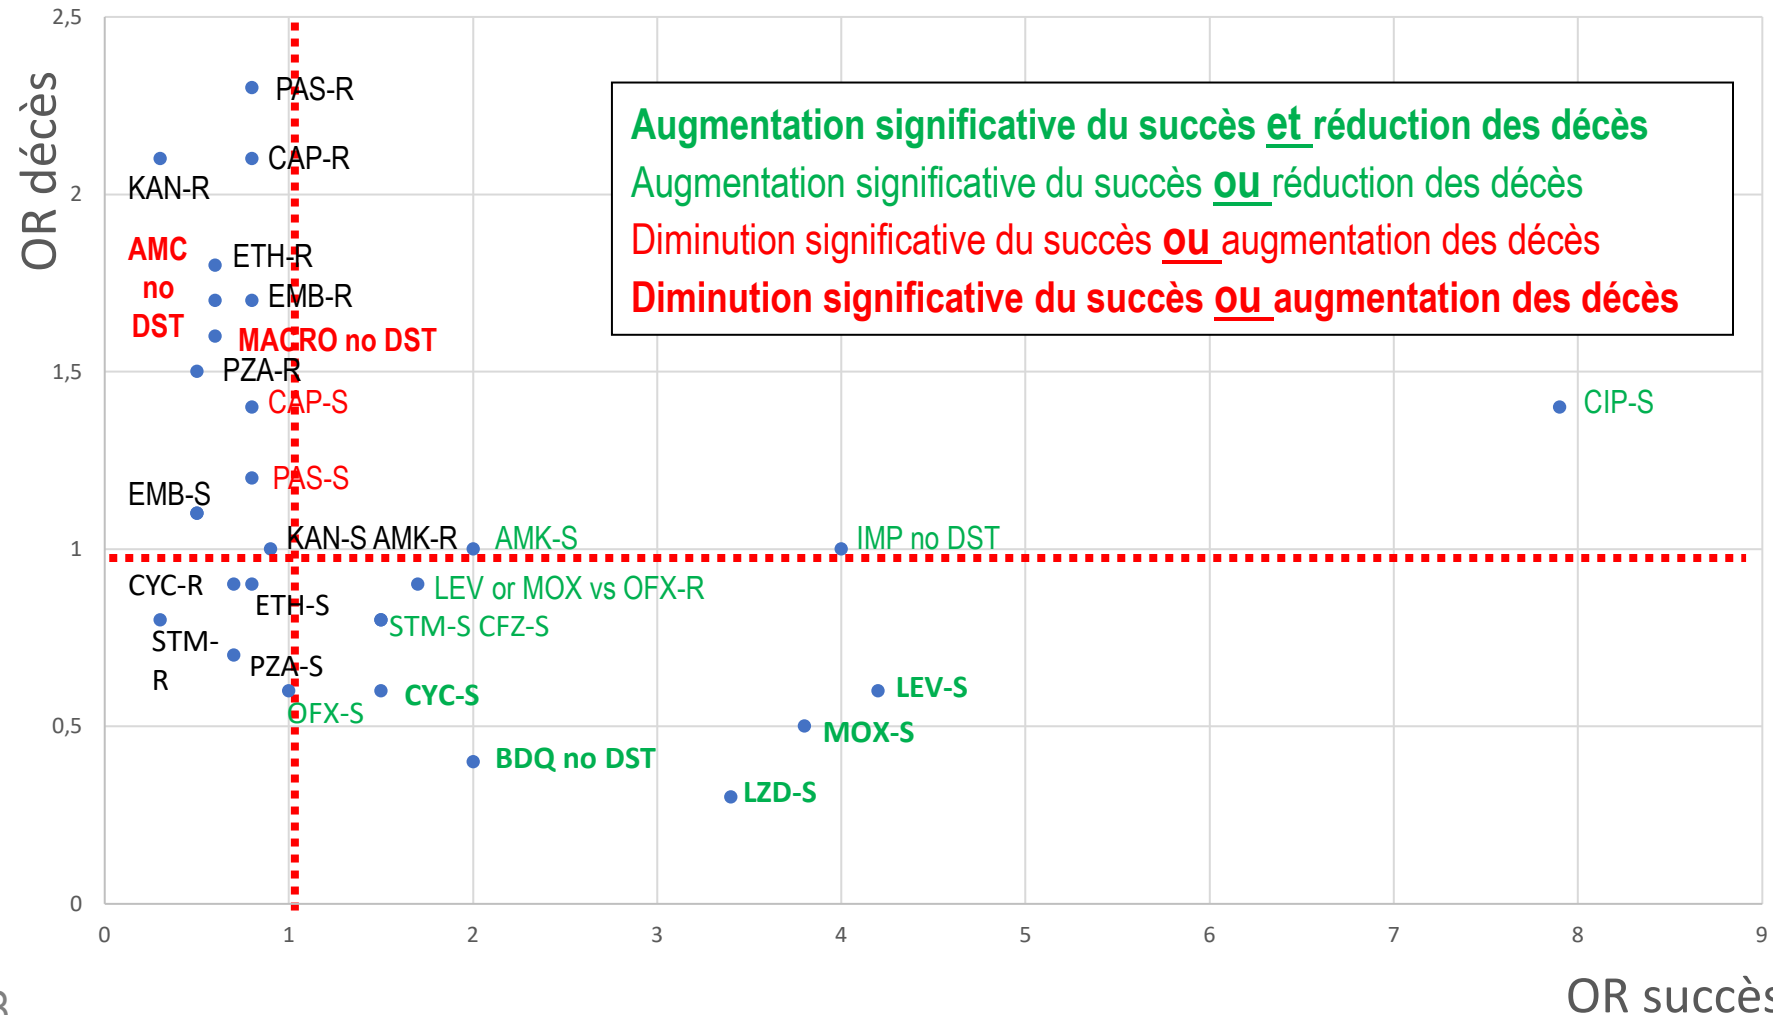 2,5
OR décès
PAS-R
CAP-R
KAN-R
2
Augmentation significative du succès et réduction des décès
Augmentation significative du succès ou réduction des décès
Diminution significative du succès ou augmentation des décès
Diminution significative du succès ou augmentation des décès
AMC
no
DST
ETH-R
EMB-R
MACRO no DST
PZA-R
1,5
CAP-S
CIP-S
PAS-S
EMB-S
KAN-S AMK-R
AMK-S
IMP no DST
1
CYC-R
ETH-S
LEV or MOX vs OFX-R
STM-
R
STM-S CFZ-S
PZA-S
OFX-S
CYC-S
LEV-S
0,5
MOX-S
BDQ no DST
LZD-S
0
0 1 2 3 4 5 6 7 8 9
OR succès